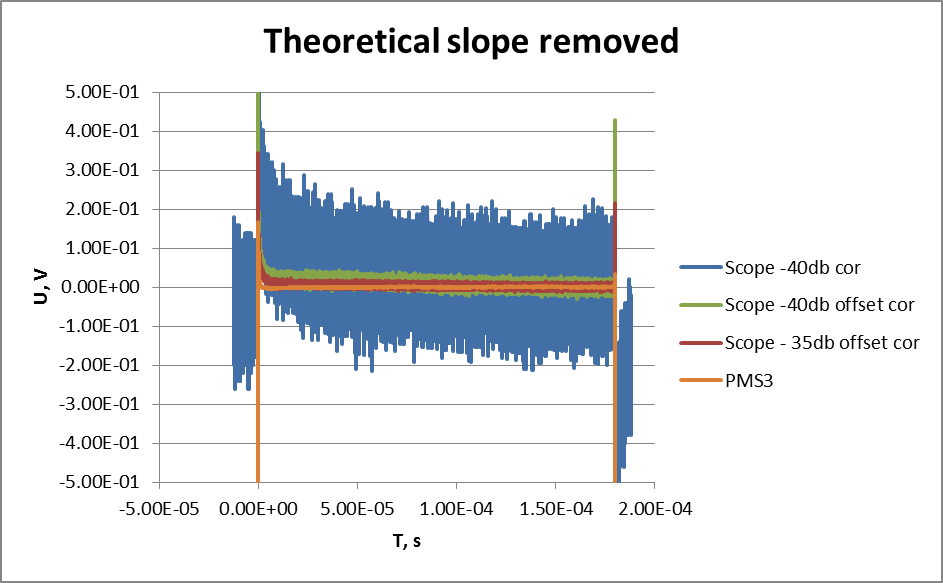 Theoretical slope removed
5.00E-01
4.00E-01
3.00E-01
2.00E-01
1.00E-01
0.00E+00
-1.00E-01
-2.00E-01
-3.00E-01
-4.00E-01
-5.00E-01
U, V
-5.00E-05 0.00E+00 5.00E-05 1.00E-04 1.50E-04 2.00E-04
T, s
Scope -40db cor
Scope -40db offset cor
Scope - 35db offset cor
PMS3